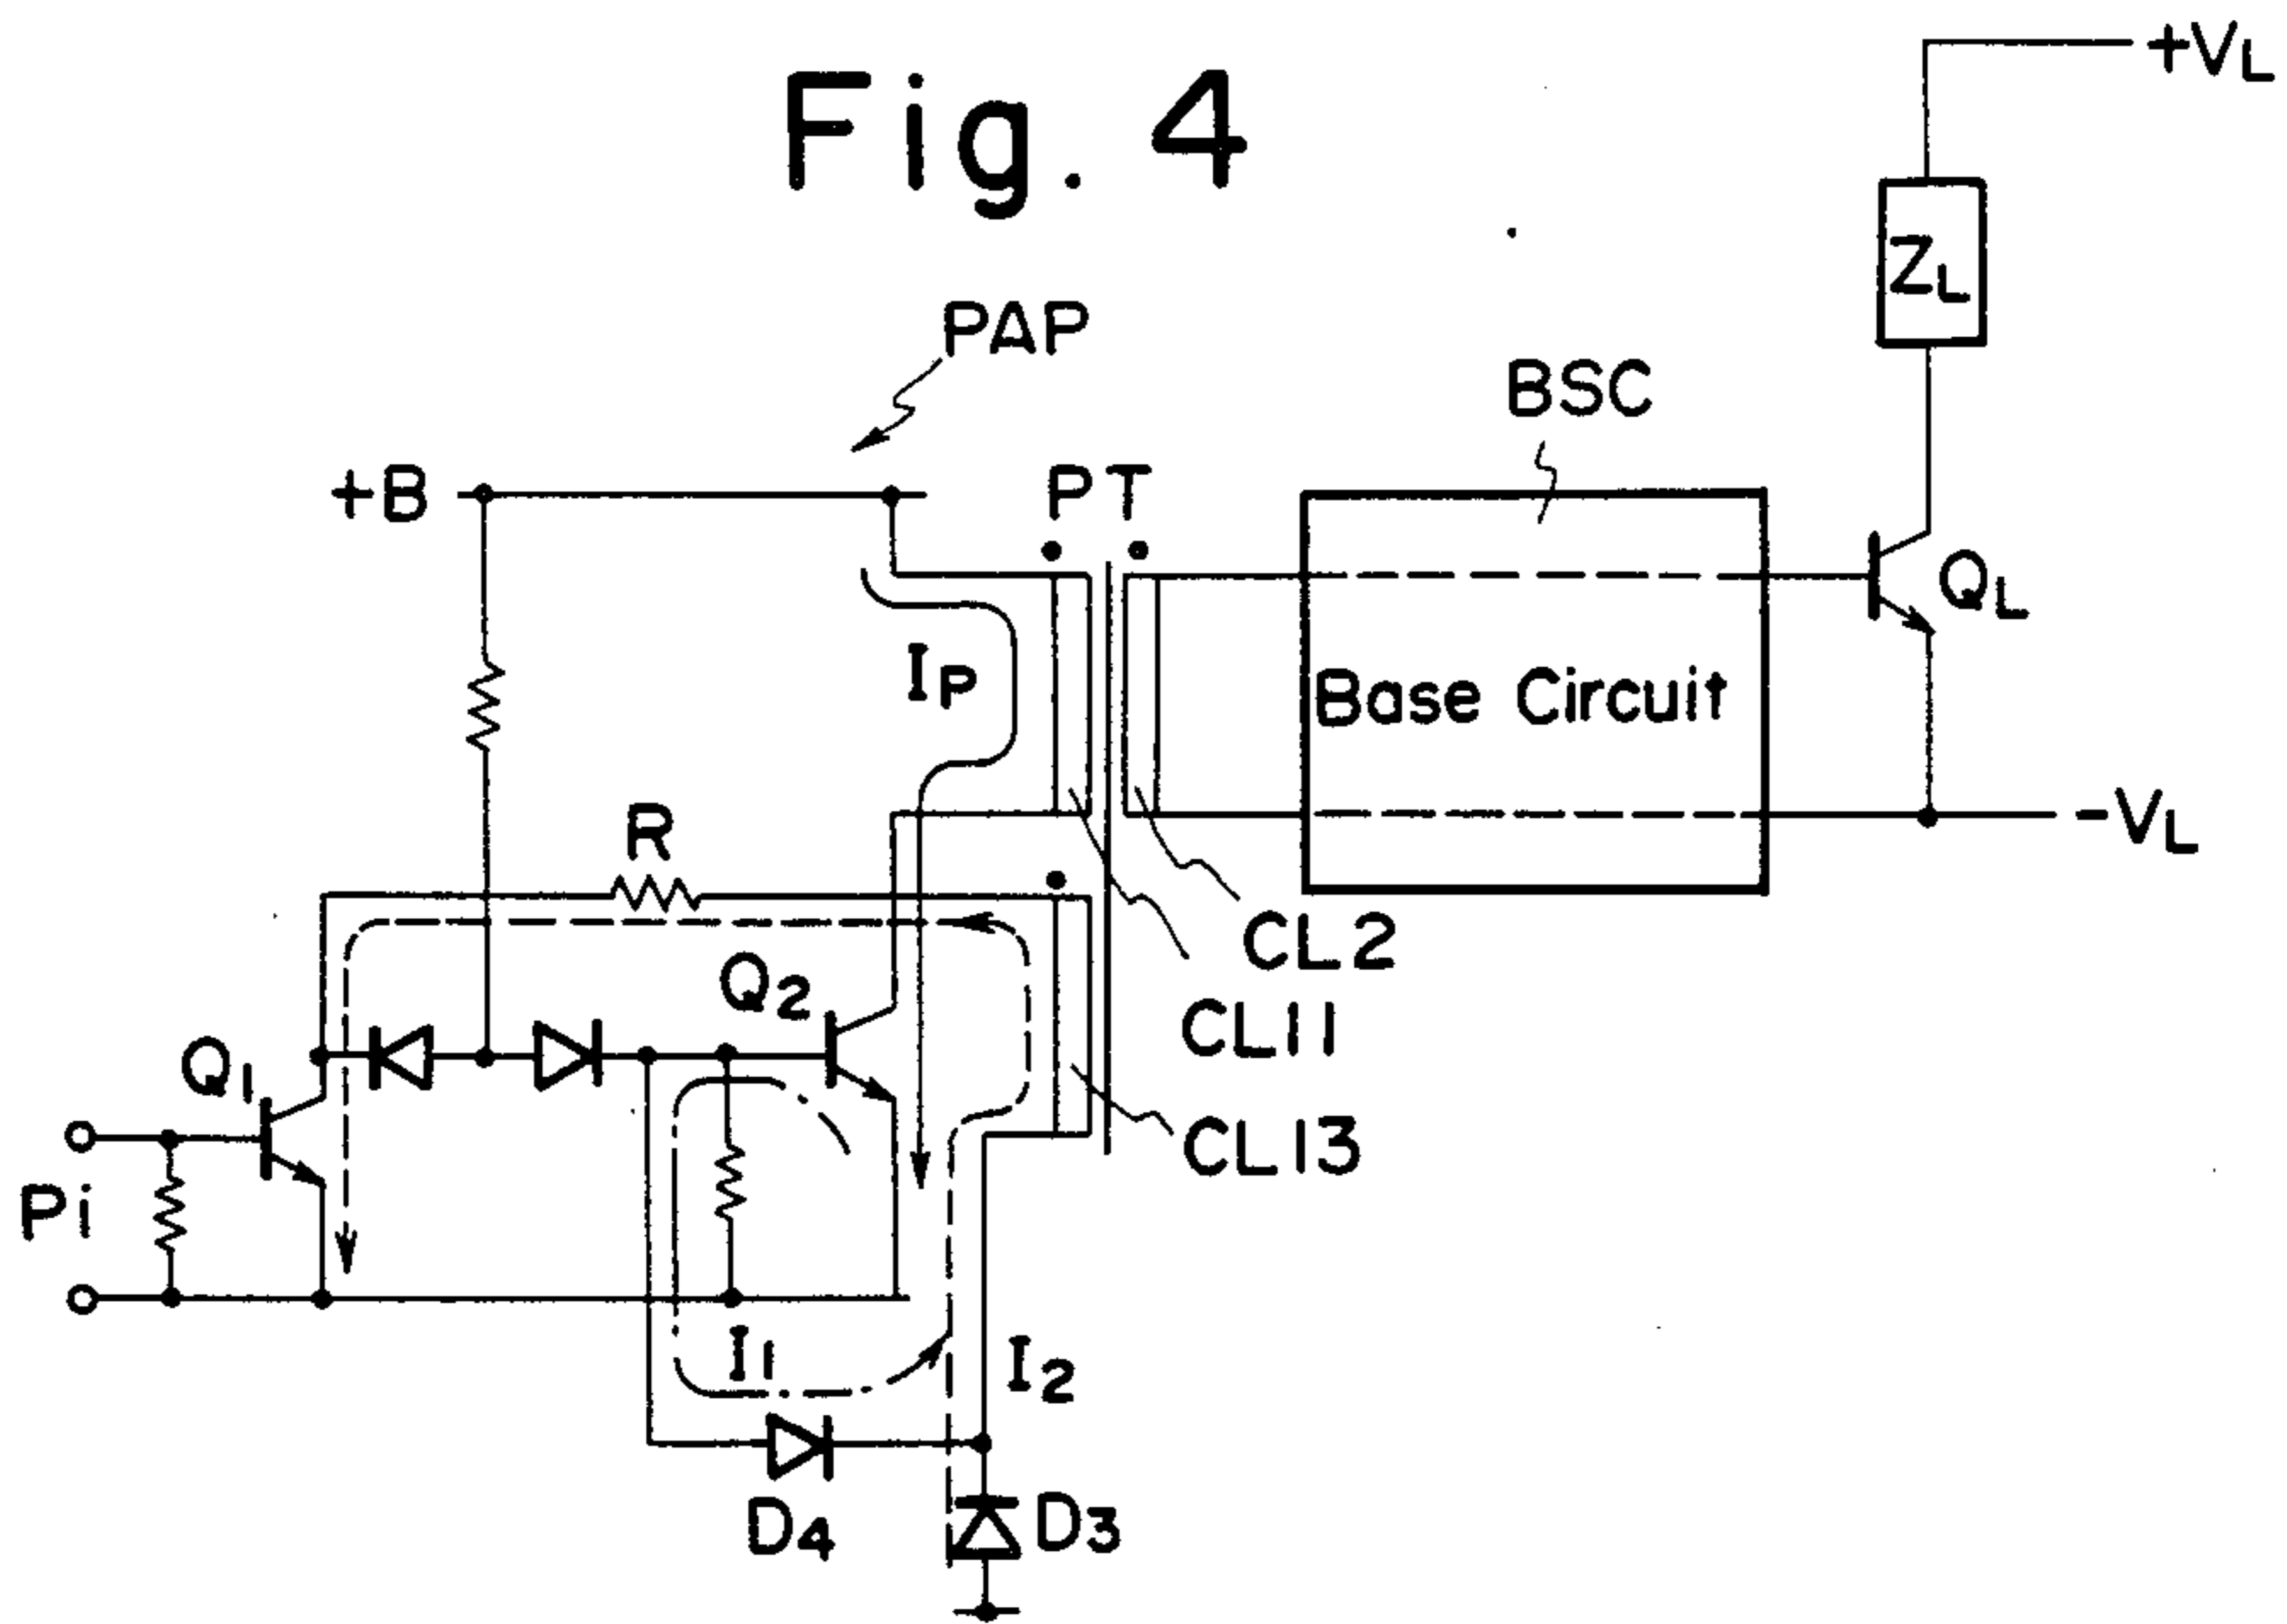 Fig. 4
+VL
ZL
PAP
BSC
+B
PT
QL
IP
Base Circuit
-VL
R
CL2
Q2
CL11
Q1
CL13
Pi
I1
I2
D4
D3